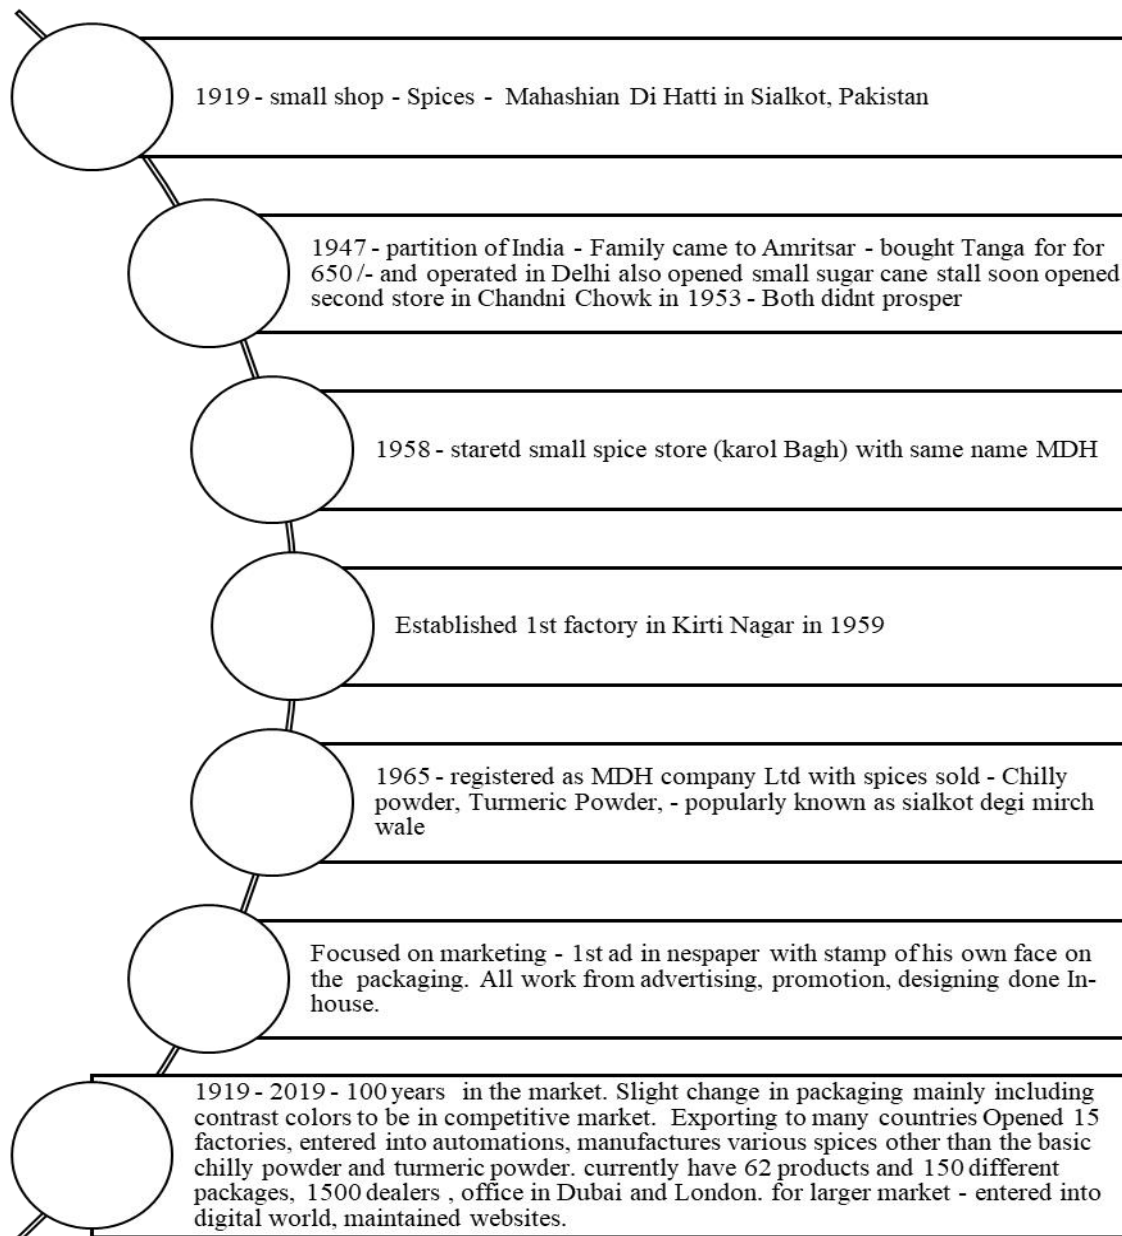 1919 - small shop - Spices - Mahashian Di Hatti in Sialkot, Pakistan
1947 - partition of India - Family came to Amritsar - bought Tanga for for
650 /- and operated in Delhi also opened small sugar cane stall soon opened
second store in Chandni Chowk in 1953 - Both didnt prosper
1958 - staretd small spice store (karol Bagh) with same name MDH
Established 1st factory in Kirti Nagar in 1959
1965 - registered as MDH company Ltd with spices sold - Chilly
powder, Turmeric Powder, - popularly known as sialkot degi mirch
wale
Focused on marketing - 1st ad in nespaper with stamp of his own face on
the packaging. All work from advertising, promotion, designing done In-
house.
1919 - 2019 - 100 years in the market. Slight change in packaging mainly including
contrast colors to be in competitive market. Exporting to many countries Opened 15
factories, entered into automations, manufactures various spices other than the basic
chilly powder and turmeric powder. currently have 62 products and 150 different
packages, 1500 dealers , office in Dubai and London. for larger market - entered into
digital world, maintained websites.